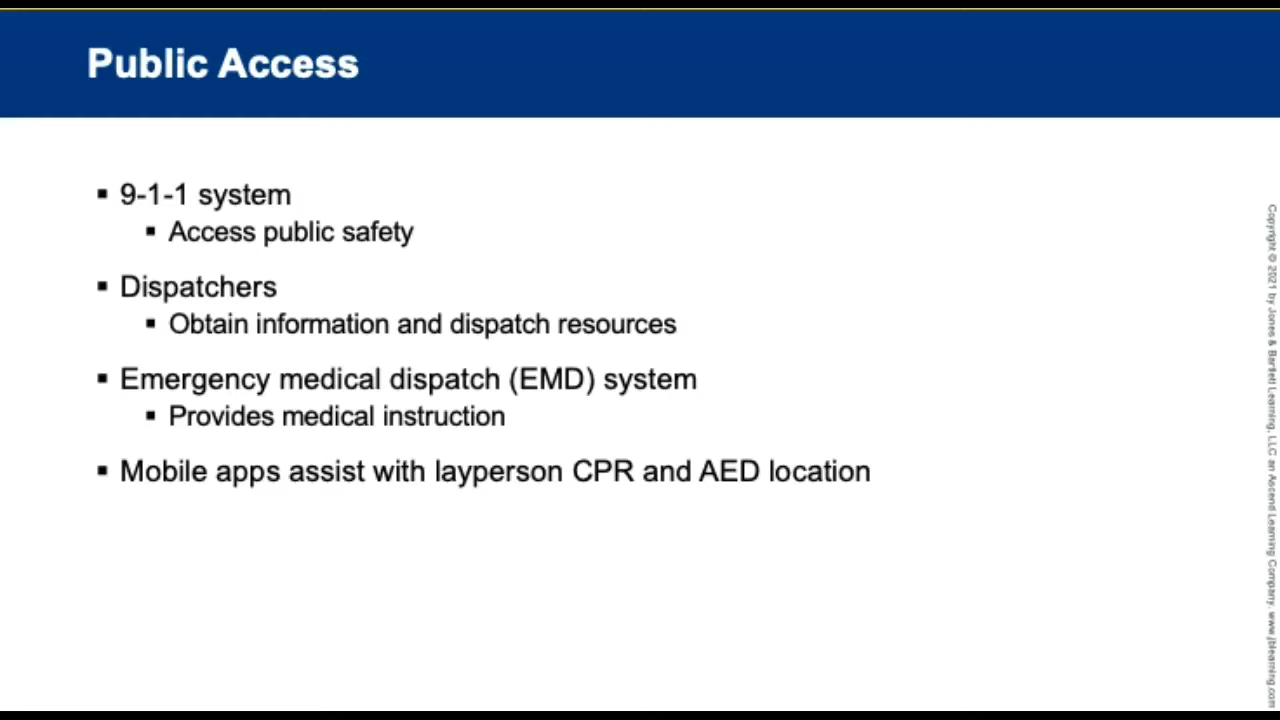 Public Access
▪ 9-1-1 system
▪ Access public safety
▪ Dispatchers
▪ Obtain information and dispatch resources
▪ Emergency medical dispatch (EMD) system
▪ Provides medical instruction
▪ Mobile apps assist with layperson CPR and AED location
Copyright © 2021 by Jones & Bartlett Learning, LLC an Ascend Learning Company. www.jblearning.com